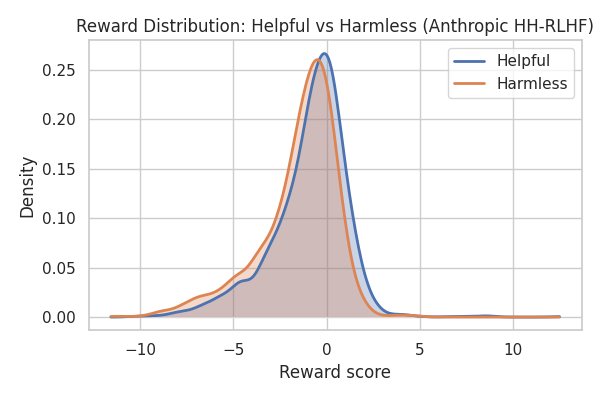 Reward Distribution: Helpful vs Harmless (Anthropic HH-RLHF)
Helpful
Harmless
Density
0.25
0.20
0.15
0.10
0.05
0.00
−10
−5
0
5
10
Reward score